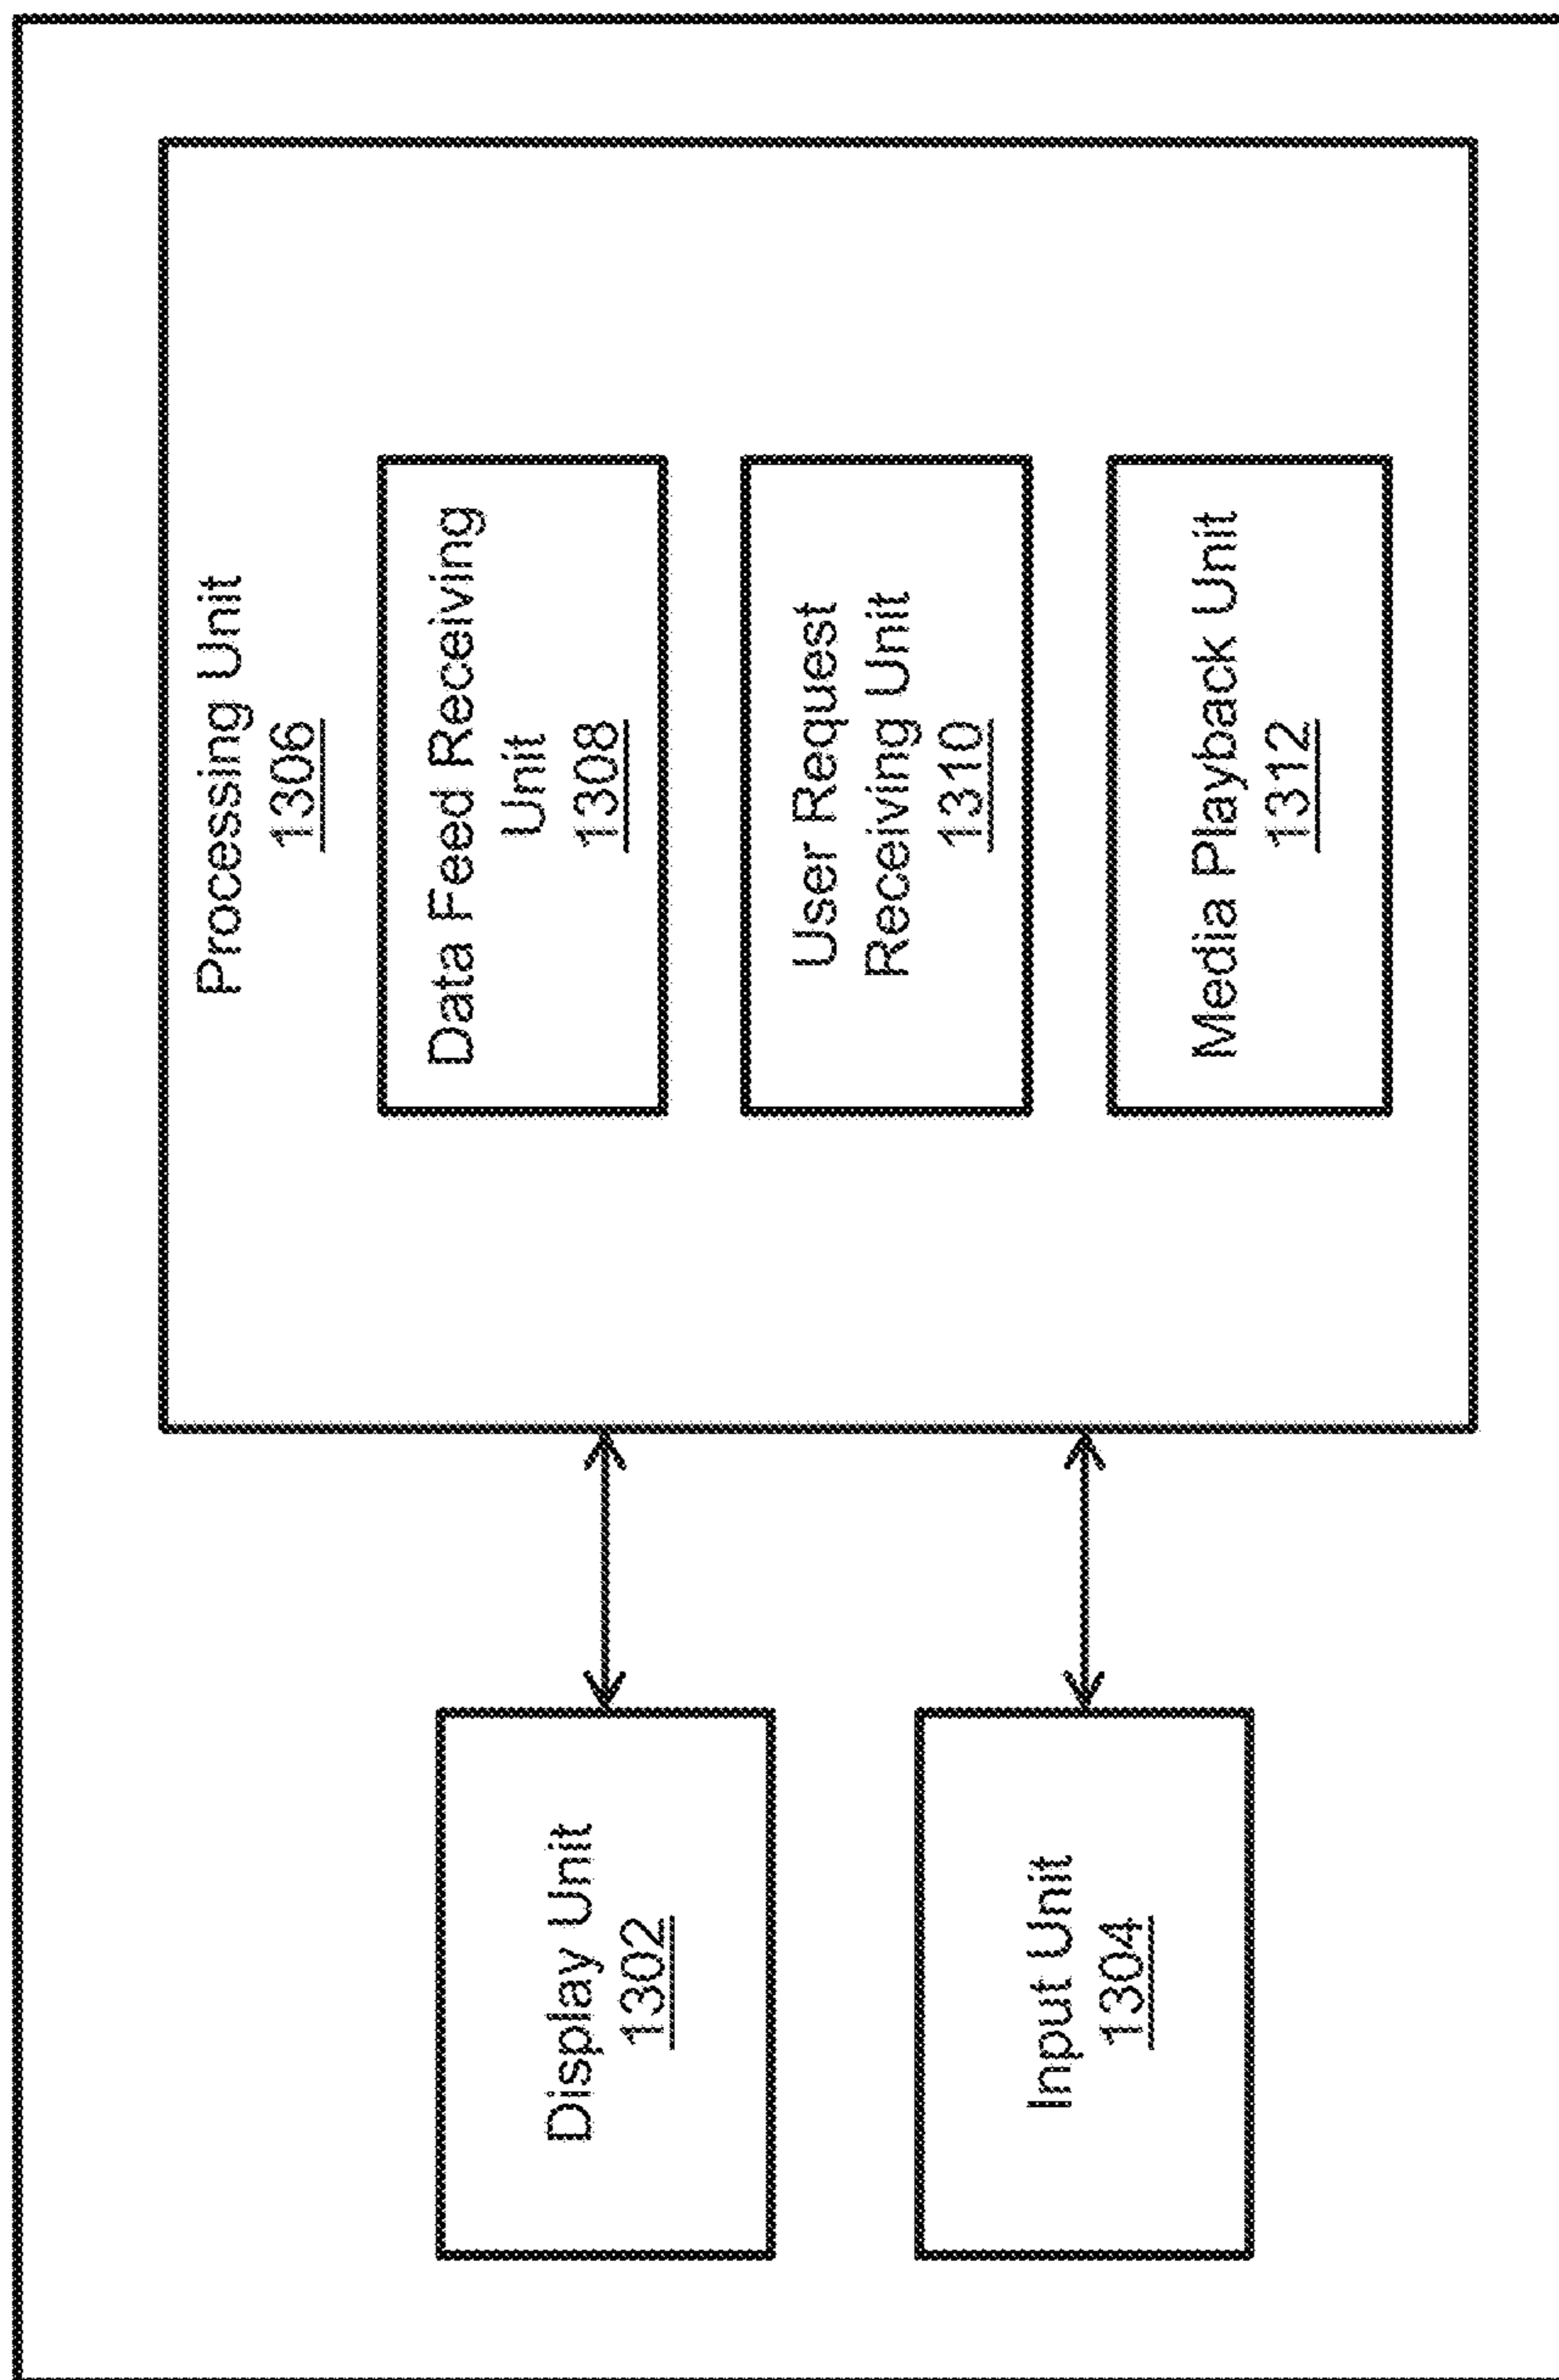 Processing Unit
1306
Data Feed Receiving
Unit
1308
User Request
Receiving Unit
1310
Media Playback Unit
1312
Display Unit
1302
Input Unit
1304